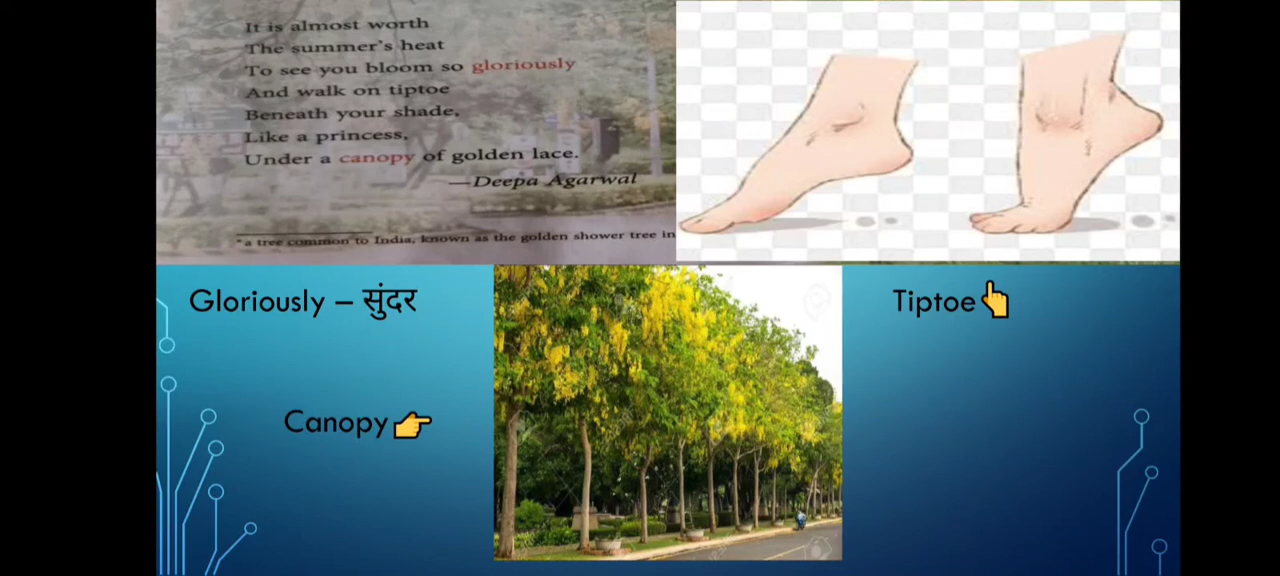 It is almost worth
The summer's heat
To see you bloom so gloriously
And walk on tiptoe
Beneath your shade,
Like a princess,
Under a canopy of golden lace.
—Deepa Agarwal
*a tree common to India, known as the golden shower tree in
Gloriously – सुंदर
Tiptoe👆
Canopy👉